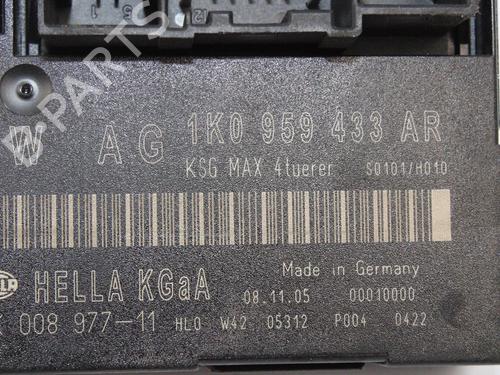 W AG 1K0 959 433 AR
KSG MAX 4tuerer S0101/H010
HELLA KGaA Made in Germany
08.11.05 00010000
K 008 977-11 HL0 W42 05312 P004 0422
B-PARTS